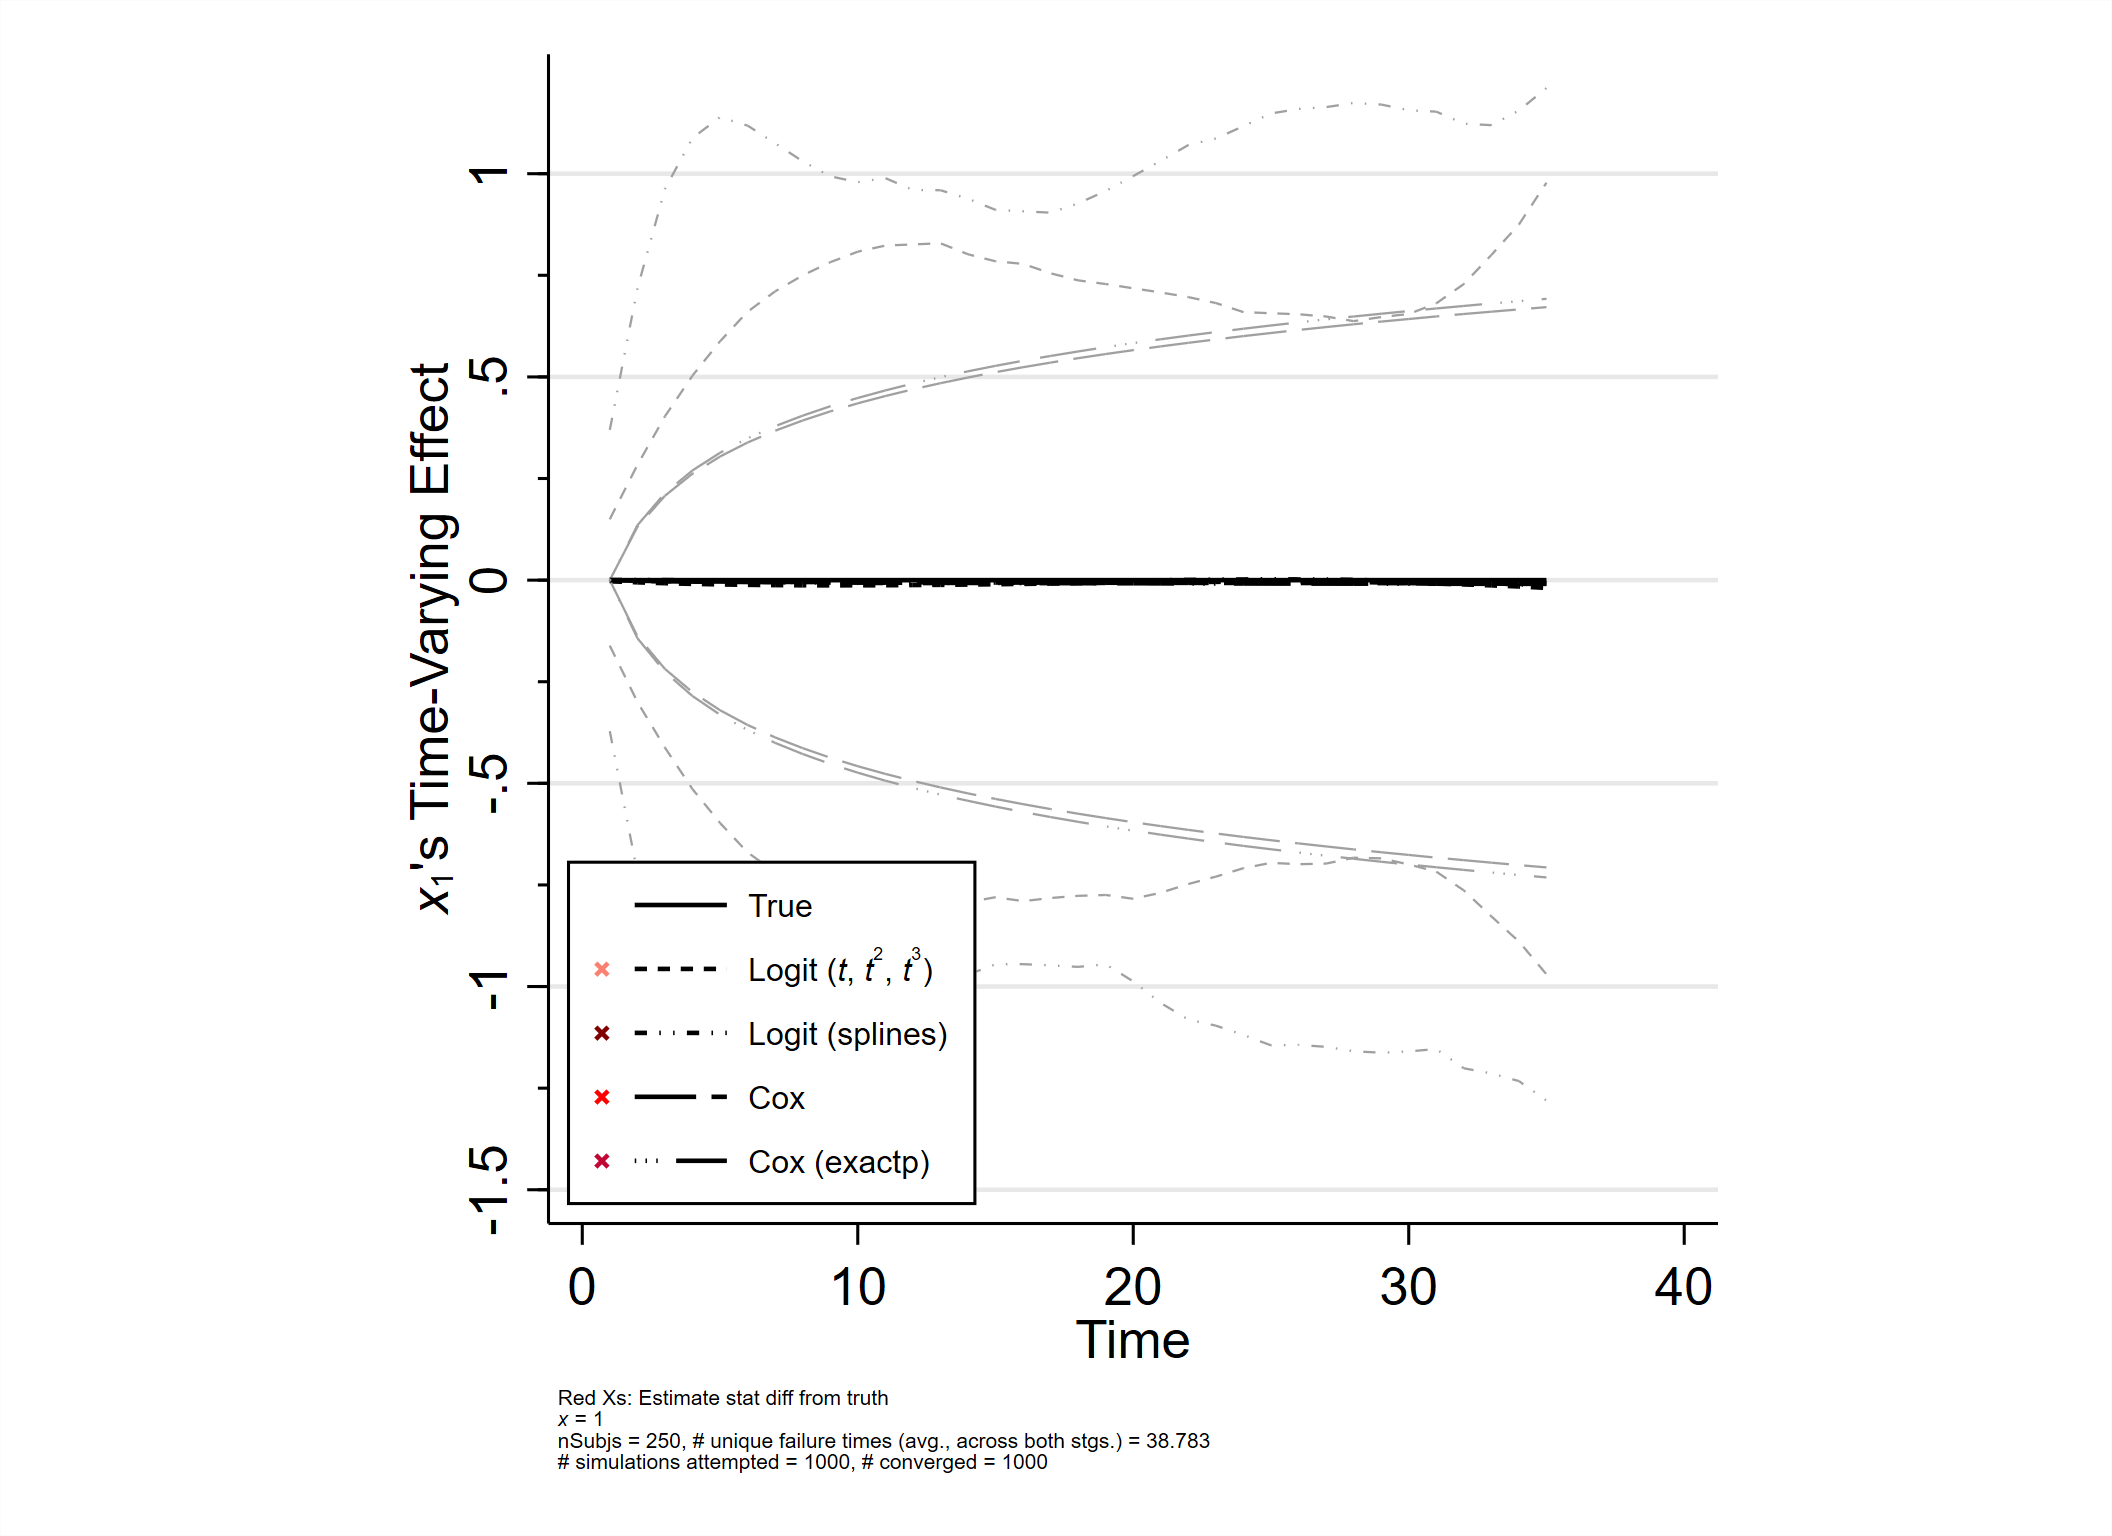 x₁'s Time-Varying Effect
1
.5
0
-.5
-1
-1.5
True
Logit (t, t², t³)
Logit (splines)
Cox
Cox (exactp)
0 10 20 30 40
Time
Red Xs: Estimate stat diff from truth
x = 1
nSubjs = 250, # unique failure times (avg., across both stgs.) = 38.783
# simulations attempted = 1000, # converged = 1000